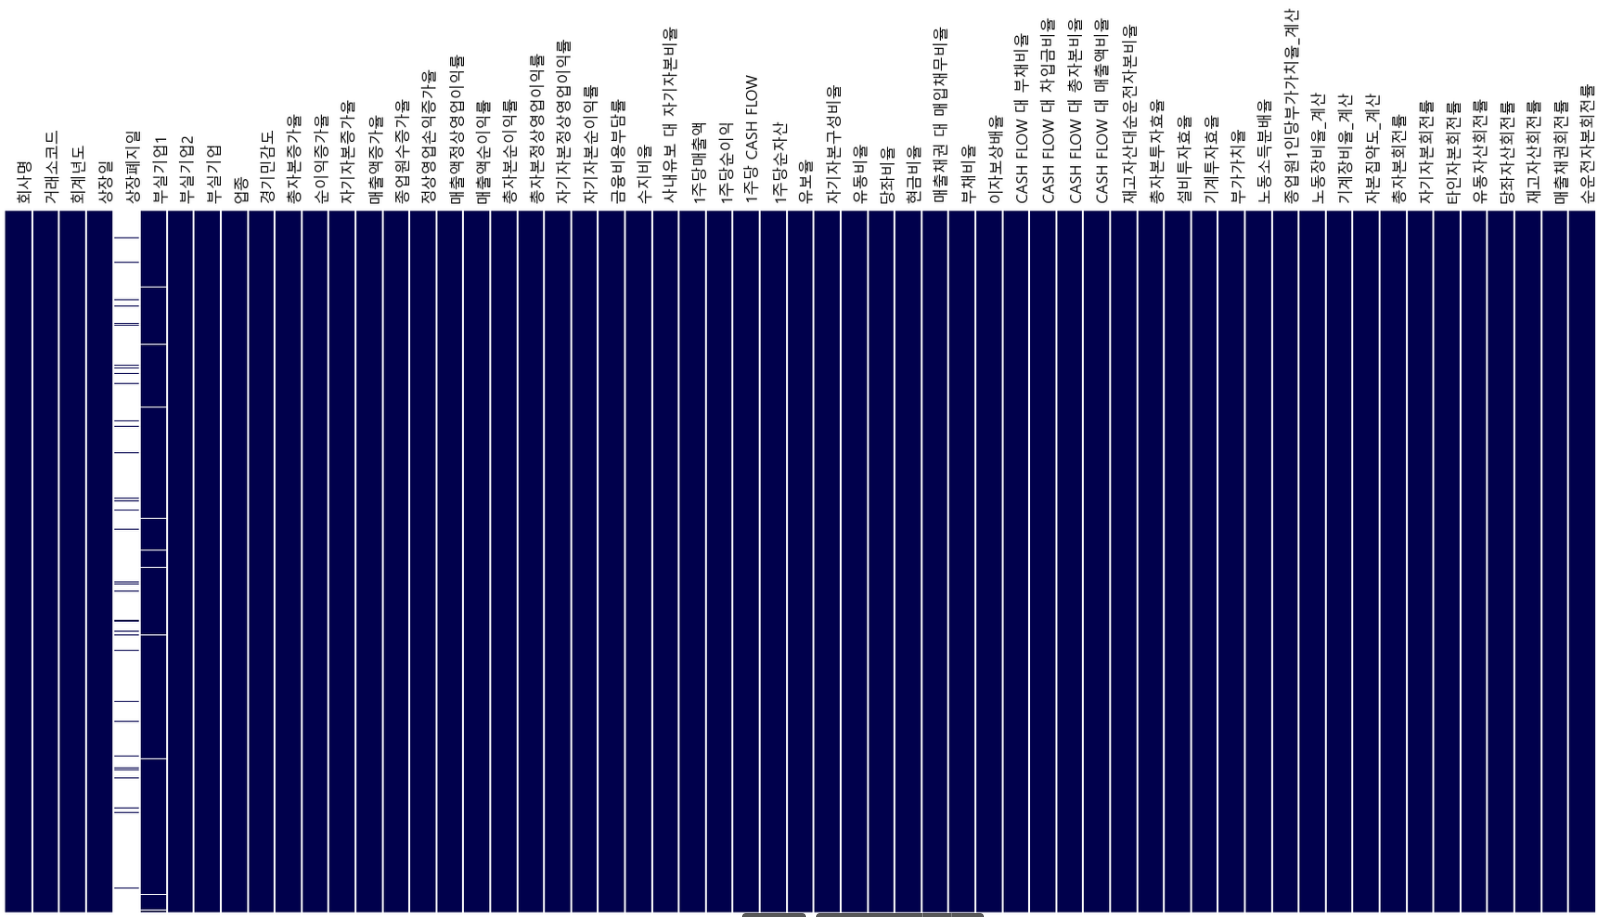 회사명
거래소코드
회계년도
상장일
상장폐지일
부실기업1
부실기업2
부실기업
업종
경기민감도
총자본증가율
순이익증가율
자기자본증가율
매출액증가율
종업원수증가율
정상영업손익증가율
매출액정상영업이익률
매출액순이익률
총자본순이익률
총자본정상영업이익률
자기자본정상영업이익률
자기자본순이익률
금융비용부담률
수지비율
사내유보 대 자기자본비율
1주당매출액
1주당순이익
1주당 CASH FLOW
1주당순자산
유보율
자기자본구성비율
유동비율
당좌비율
현금비율
매출채권 대 매입채무비율
부채비율
이자보상배율
CASH FLOW 대 부채비율
CASH FLOW 대 차입금비율
CASH FLOW 대 총자본비율
CASH FLOW 대 매출액비율
재고자산대순운전자본비율
총자본투자효율
설비투자효율
기계투자효율
부가가치율
노동소득분배율
종업원1인당부가가치율_계산
노동장비율_계산
기계장비율_계산
자본집약도_계산
총자본회전률
자기자본회전률
타인자본회전률
유동자산회전률
당좌자산회전률
재고자산회전률
매출채권회전률
순운전자본회전률